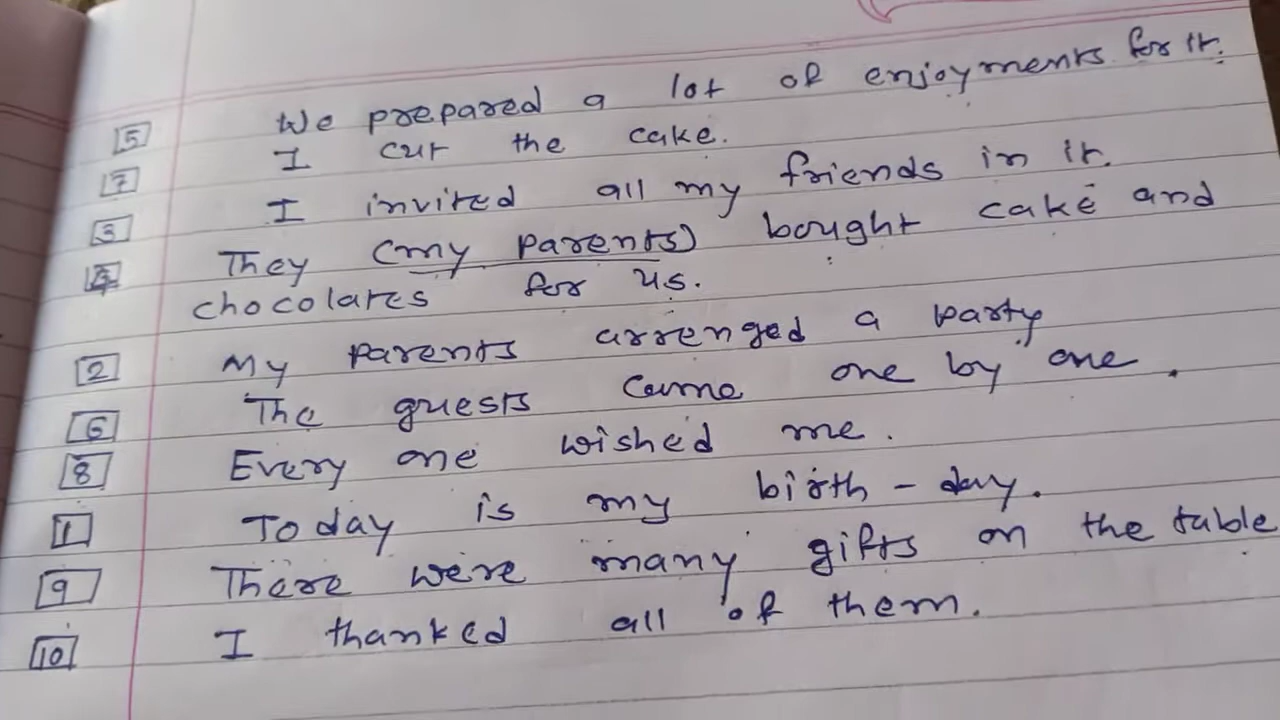 5 We prepared a lot of enjoyments for it.
7 I cut the cake.
3 I invited all my friends in it.
4 They (my parents) bought cake and
chocolates for us.
2 My parents arrenged a party
6 The guests came one by one.
8 Every one wished me.
1 Today is my birth-day.
9 There were many gifts on the table
10 I thanked all of them.